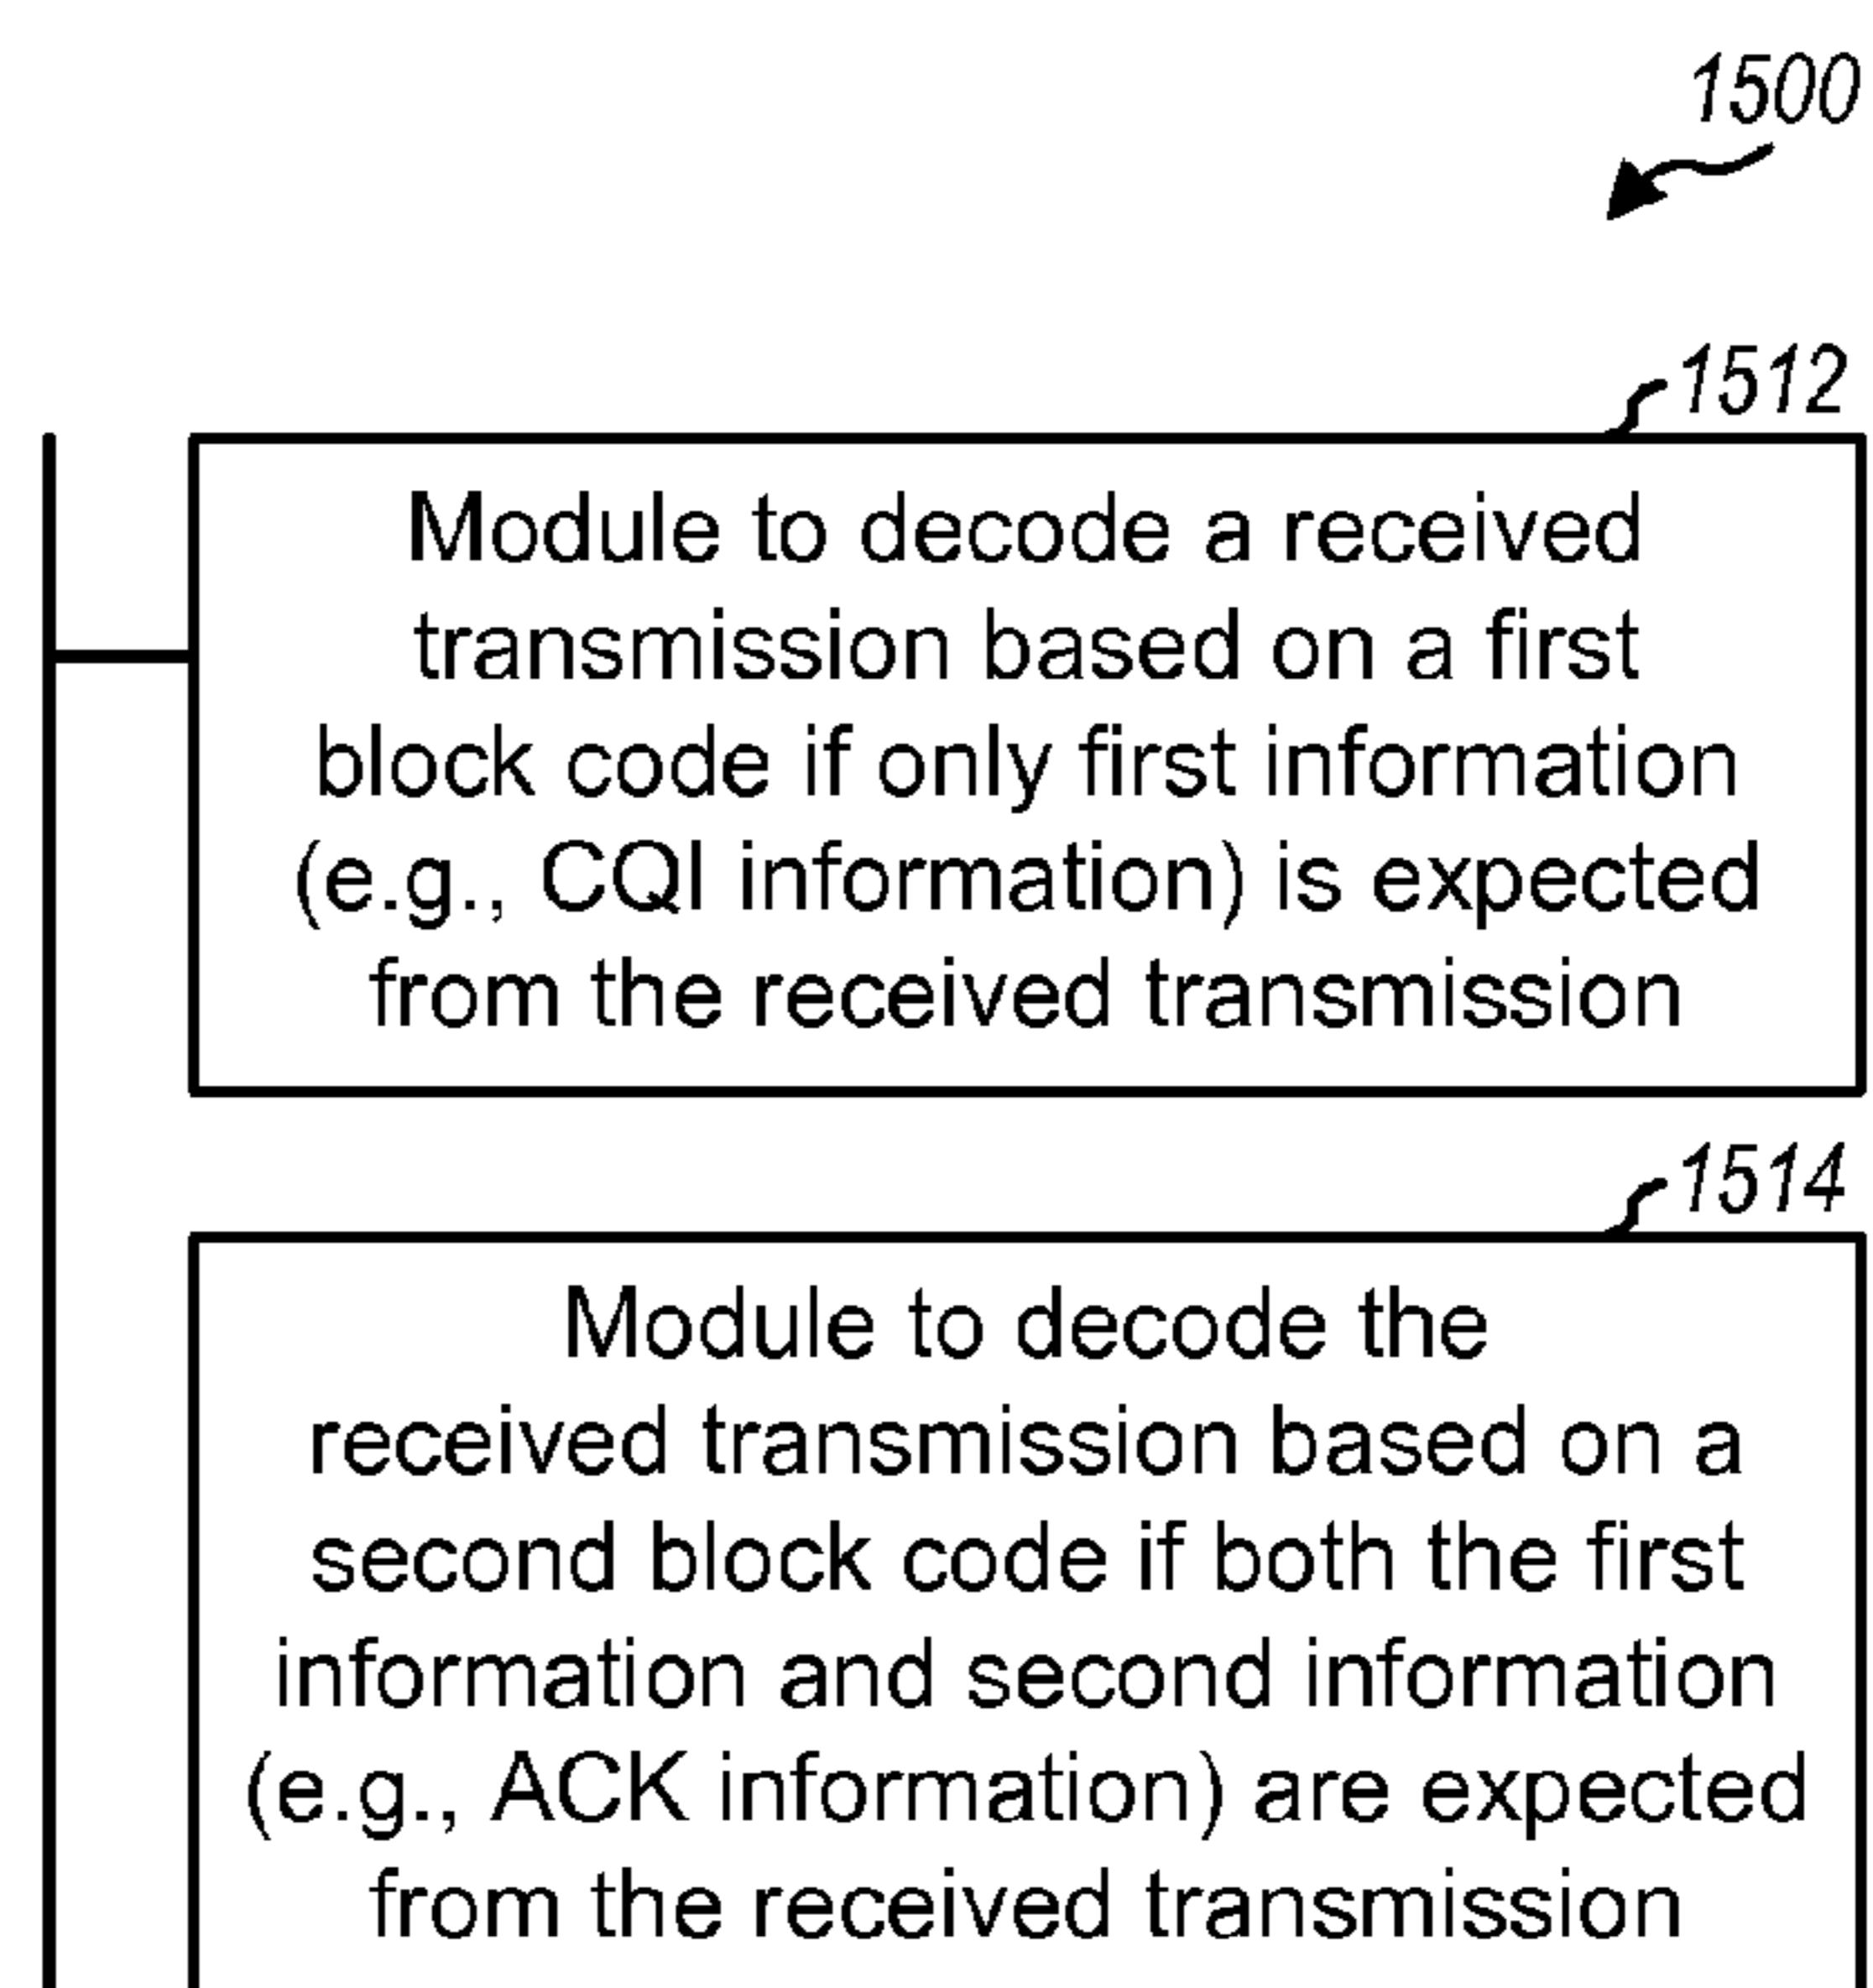 1500
1512
Module to decode a received
transmission based on a first
block code if only first information
(e.g., CQI information) is expected
from the received transmission
1514
Module to decode the
received transmission based on a
second block code if both the first
information and second information
(e.g., ACK information) are expected
from the received transmission